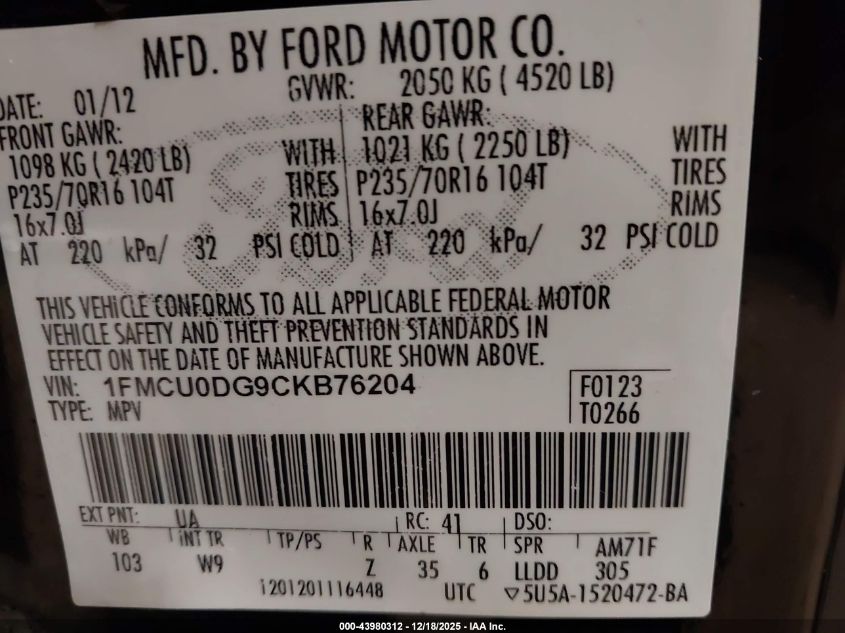 MFD. BY FORD MOTOR CO.
DATE: 01/12 GVWR: 2050 KG ( 4520 LB)
FRONT GAWR: REAR GAWR:
1098 KG ( 2420 LB) WITH 1021 KG ( 2250 LB) WITH
P235/70R16 104T TIRES P235/70R16 104T TIRES
16x7.0J RIMS 16x7.0J RIMS
AT 220 kPa/ 32 PSI COLD AT 220 kPa/ 32 PSI COLD
Ford
THIS VEHICLE CONFORMS TO ALL APPLICABLE FEDERAL MOTOR
VEHICLE SAFETY AND THEFT PREVENTION STANDARDS IN
EFFECT ON THE DATE OF MANUFACTURE SHOWN ABOVE.
VIN: 1FMCU0DG9CKB76204 F0123
TYPE: MPV T0266
EXT PNT: UA RC: 41 DSO:
WB INT TR TP/PS R AXLE TR SPR AM71F
103 W9 Z 35 6 LLDD 305
1201201116448 UTC ▽5U5A-1520472-BA
000-43980312 / 12/18/2025 - IAA Inc.